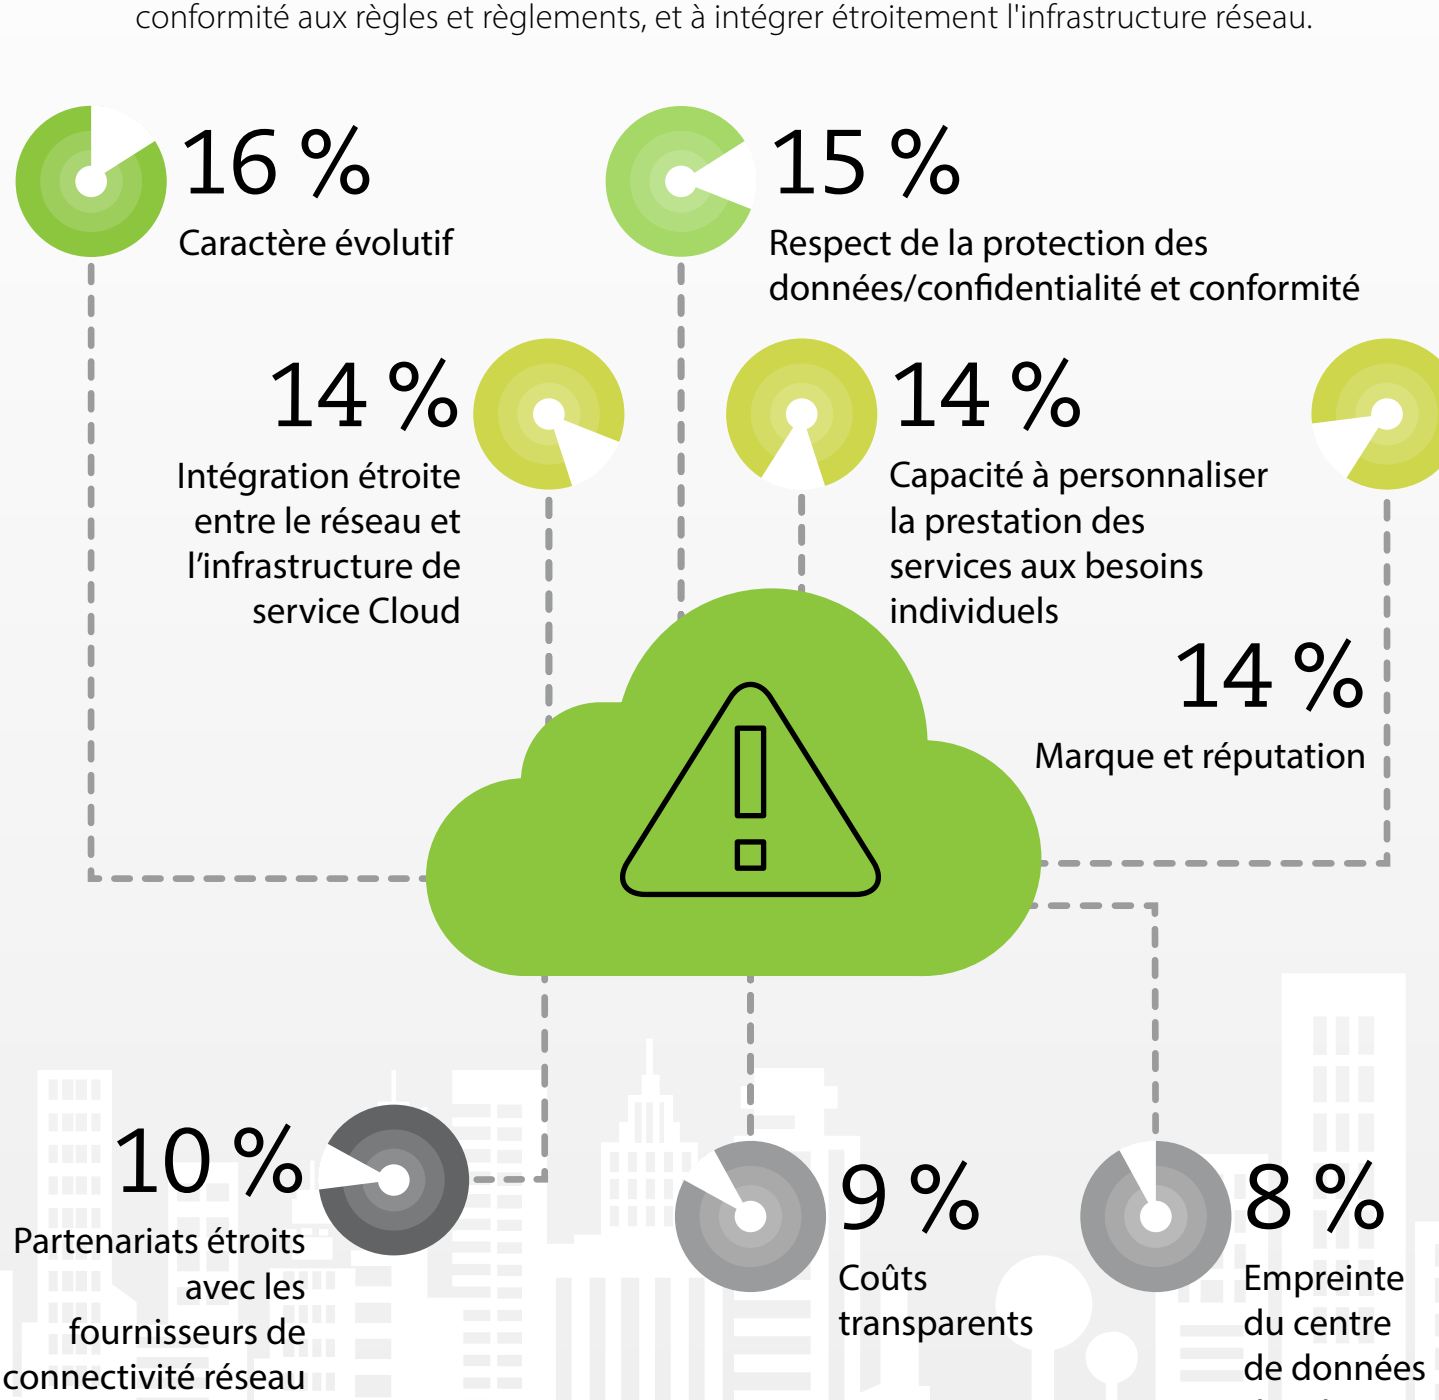 conformité aux règles et règlements, et à intégrer étroitement l'infrastructure réseau.
16 %
Caractère évolutif
15 %
Respect de la protection des
données/confidentialité et conformité
14 %
Intégration étroite
entre le réseau et
l’infrastructure de
service Cloud
14 %
Capacité à personnaliser
la prestation des
services aux besoins
individuels
14 %
Marque et réputation
10 %
Partenariats étroits
avec les
fournisseurs de
connectivité réseau
9 %
Coûts
transparents
8 %
Empreinte
du centre
de données